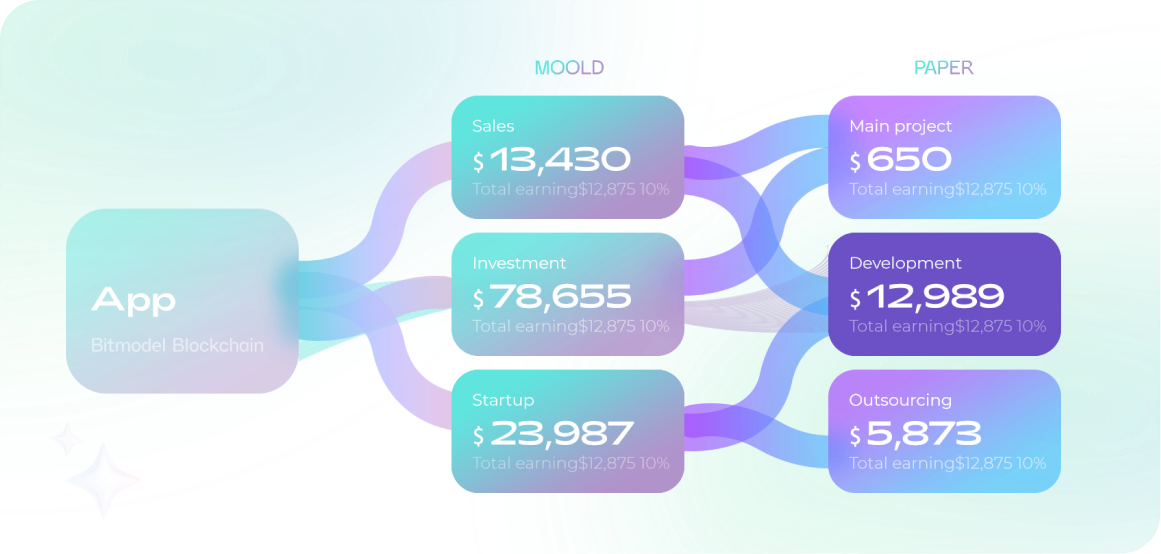 MOOLD
PAPER
App
Bitmodel Blockchain
Sales
$ 13,430
Total earning$12,875 10%
Investment
$ 78,655
Total earning$12,875 10%
Startup
$ 23,987
Total earning$12,875 10%
Main project
$ 650
Total earning$12,875 10%
Development
$ 12,989
Total earning$12,875 10%
Outsourcing
$ 5,873
Total earning$12,875 10%